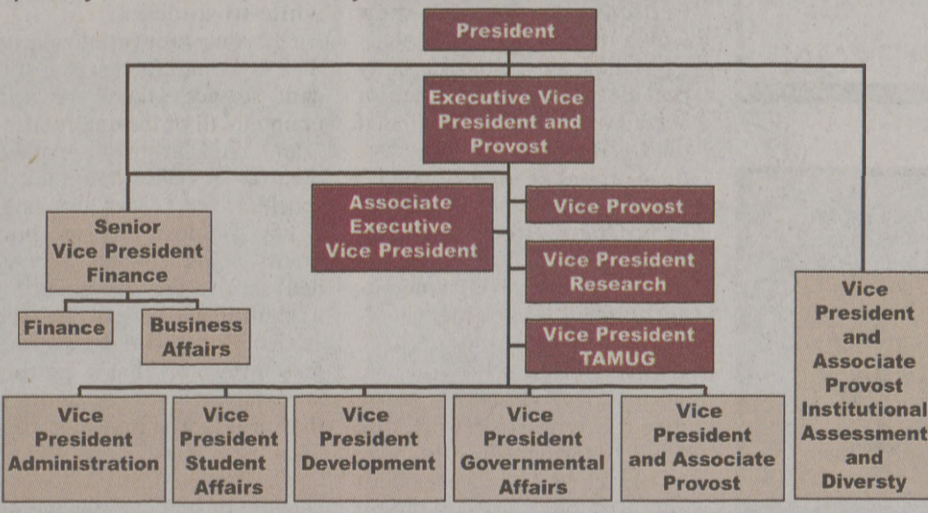 President
Executive Vice
President and
Provost
Associate
Executive
Vice President
Vice Provost
Vice President
Research
Vice President
TAMUG
Senior
Vice President
Finance
Finance
Business
Affairs
Vice
President
Administration
Vice
President
Student
Affairs
Vice
President
Development
Vice
President
Governmental
Affairs
Vice
President
and Associate
Provost
Vice
President
and
Associate
Provost
Institutional
Assessment
and
Diversty